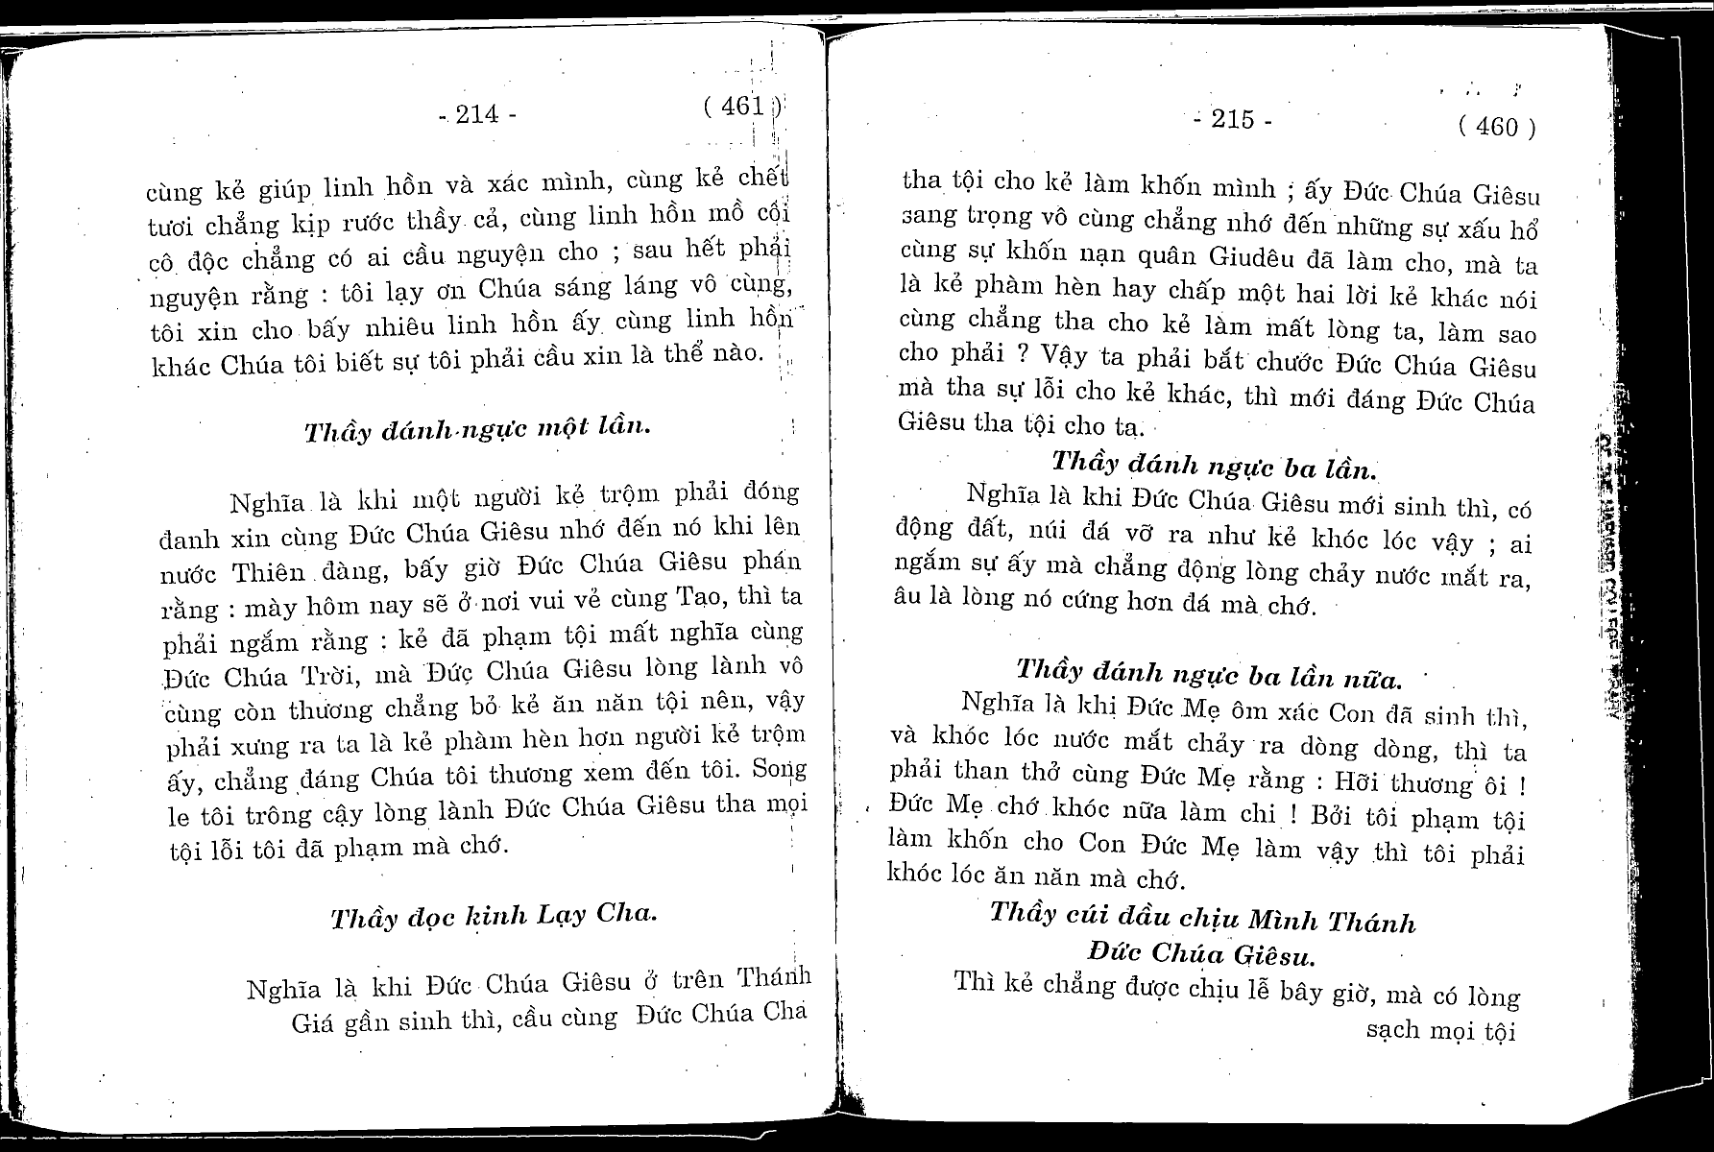 - 214 -
( 461 )
cùng kẻ giúp linh hồn và xác mình, cùng kẻ chết
tươi chẳng kịp rước thầy cả, cùng linh hồn mồ côi
cô độc chẳng có ai cầu nguyện cho ; sau hết phải
nguyện rằng : tôi lạy ơn Chúa sáng láng vô cùng,
tôi xin cho bấy nhiêu linh hồn ấy cùng linh hồn
khác Chúa tôi biết sự tôi phải cầu xin là thể nào.
Thầy đánh ngực một lần.
Nghĩa là khi một người kẻ trộm phải đóng
danh xin cùng Đức Chúa Giêsu nhớ đến nó khi lên
nước Thiên đàng, bấy giờ Đức Chúa Giêsu phán
rằng : mày hôm nay sẽ ở nơi vui vẻ cùng Tao, thì ta
phải ngắm rằng : kẻ đã phạm tội mất nghĩa cùng
Đức Chúa Trời, mà Đức Chúa Giêsu lòng lành vô
cùng còn thương chẳng bỏ kẻ ăn năn tội nên, vậy
phải xưng ra ta là kẻ phàm hèn hơn người kẻ trộm
ấy, chẳng đáng Chúa tôi thương xem đến tôi. Song
le tôi trông cậy lòng lành Đức Chúa Giêsu tha mọi
tội lỗi tôi đã phạm mà chớ.
Thầy đọc kinh Lạy Cha.
Nghĩa là khi Đức Chúa Giêsu ở trên Thánh
Giá gần sinh thì, cầu cùng Đức Chúa Cha
- 215 -
( 460 )
tha tội cho kẻ làm khốn mình ; ấy Đức Chúa Giêsu
sang trọng vô cùng chẳng nhớ đến những sự xấu hổ
cùng sự khốn nạn quân Giudêu đã làm cho, mà ta
là kẻ phàm hèn hay chấp một hai lời kẻ khác nói
cùng chẳng tha cho kẻ làm mất lòng ta, làm sao
cho phải ? Vậy ta phải bắt chước Đức Chúa Giêsu
mà tha sự lỗi cho kẻ khác, thì mới đáng Đức Chúa
Giêsu tha tội cho ta.
Thầy đánh ngực ba lần.
Nghĩa là khi Đức Chúa Giêsu mới sinh thì, có
động đất, núi đá vỡ ra như kẻ khóc lóc vậy ; ai
ngắm sự ấy mà chẳng động lòng chảy nước mắt ra,
âu là lòng nó cứng hơn đá mà chớ.
Thầy đánh ngực ba lần nữa.
Nghĩa là khi Đức Mẹ ôm xác Con đã sinh thì,
và khóc lóc nước mắt chảy ra dòng dòng, thì ta
phải than thở cùng Đức Mẹ rằng : Hỡi thương ôi !
Đức Mẹ chớ khóc nữa làm chi ! Bởi tôi phạm tội
làm khốn cho Con Đức Mẹ làm vậy thì tôi phải
khóc lóc ăn năn mà chớ.
Thầy cúi đầu chịu Mình Thánh
Đức Chúa Giêsu.
Thì kẻ chẳng được chịu lễ bây giờ, mà có lòng
sạch mọi tội